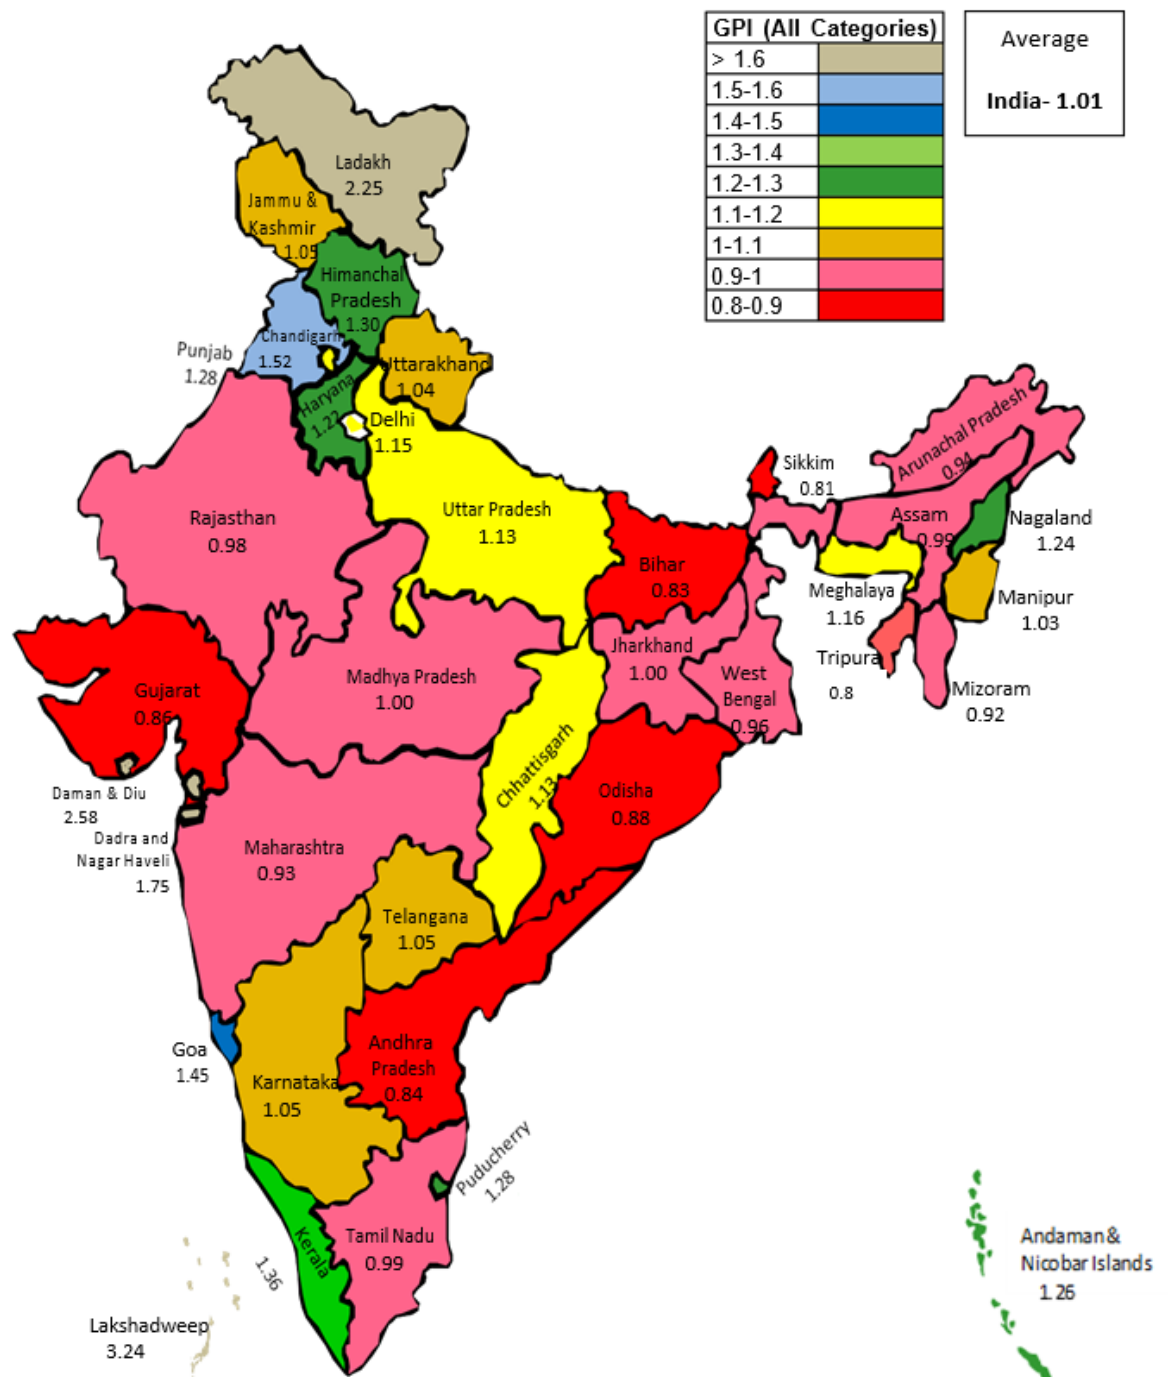 GPI (All Categories)
> 1.6
1.5-1.6
1.4-1.5
1.3-1.4
1.2-1.3
1.1-1.2
1-1.1
0.9-1
0.8-0.9
Average
India- 1.01
Ladakh
2.25
Jammu &
Kashmir
1.05
Himanchal
Pradesh
1.30
Chandigarh
1.52
Punjab
1.28
Uttarakhand
1.04
Haryana
1.22
Delhi
1.15
Rajasthan
0.98
Uttar Pradesh
1.13
Bihar
0.83
Sikkim
0.81
Arunachal Pradesh
0.94
Assam
0.99
Nagaland
1.24
Meghalaya
1.16
Manipur
1.03
Tripura
0.8
Mizoram
0.92
Gujarat
0.86
Madhya Pradesh
1.00
Jharkhand
1.00
West
Bengal
0.96
Daman & Diu
2.58
Dadra and
Nagar Haveli
1.75
Chhattisgarh
1.13
Odisha
0.88
Maharashtra
0.93
Telangana
1.05
Goa
1.45
Karnataka
1.05
Andhra
Pradesh
0.84
Puducherry
1.28
Kerala
1.36
Tamil Nadu
0.99
Lakshadweep
3.24
Andaman &
Nicobar Islands
1.26